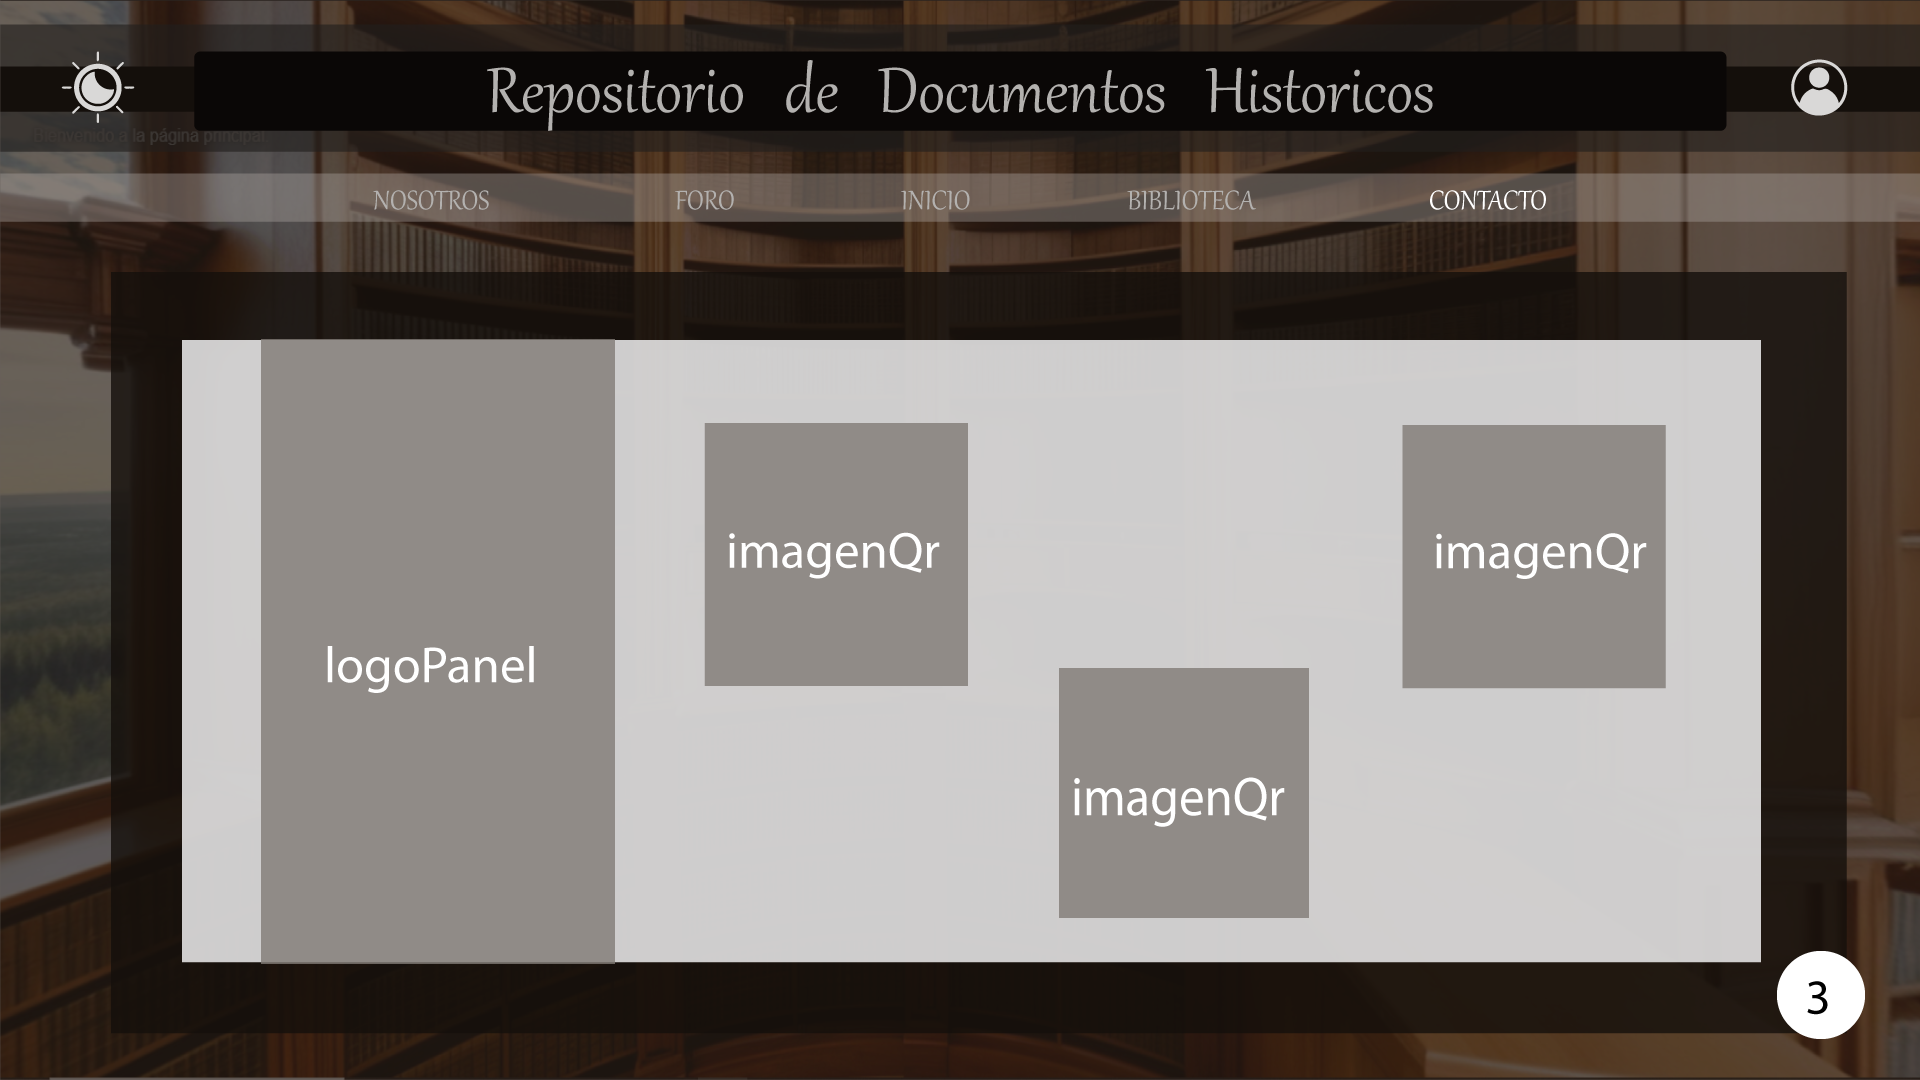 Repositorio de Documentos Historicos
Bienvenido a la página principal
NOSOTROS FORO INICIO BIBLIOTECA CONTACTO
logoPanel
imagenQr
imagenQr
imagenQr
3